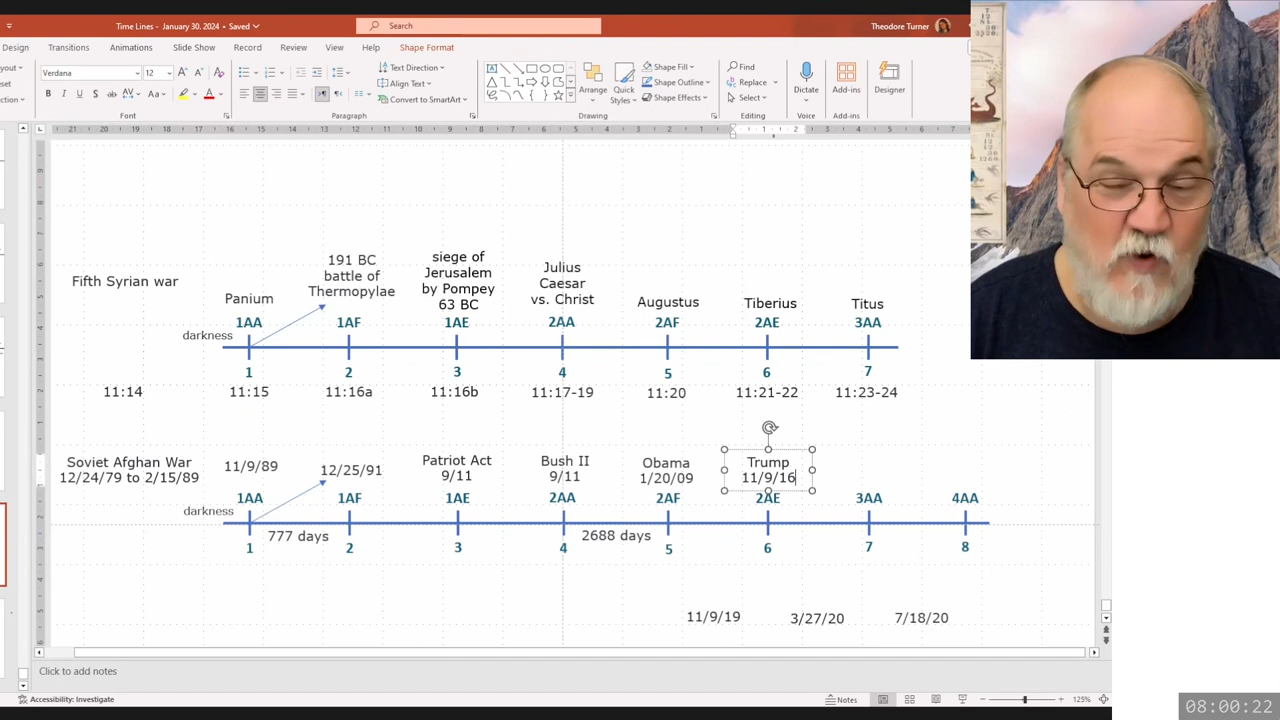 Time Lines - January 30, 2024 • Saved
Search
Theodore Turner
Design Transitions Animations Slide Show Record Review View Help Shape Format
Verdana 12
Text Direction
Align Text
Convert to SmartArt
Arrange
Quick Styles
Shape Fill
Shape Outline
Shape Effects
Find
Replace
Select
Dictate
Add-ins
Designer
Font Paragraph Drawing Editing Voice Add-ins
Fifth Syrian war
Panium
191 BC
battle of
Thermopylae
siege of
Jerusalem
by Pompey
63 BC
Julius
Caesar
vs. Christ
Augustus
Tiberius
Titus
darkness
1AA 1AF 1AE 2AA 2AF 2AE 3AA
1 2 3 4 5 6 7
11:14 11:15 11:16a 11:16b 11:17-19 11:20 11:21-22 11:23-24
Soviet Afghan War
12/24/79 to 2/15/89
11/9/89
12/25/91
Patriot Act
9/11
Bush II
9/11
Obama
1/20/09
Trump
11/9/16
darkness
1AA 1AF 1AE 2AA 2AF 2AE 3AA 4AA
777 days 2688 days
1 2 3 4 5 6 7 8
11/9/19 3/27/20 7/18/20
Click to add notes
Accessibility: Investigate
Notes
125%
08:00:22